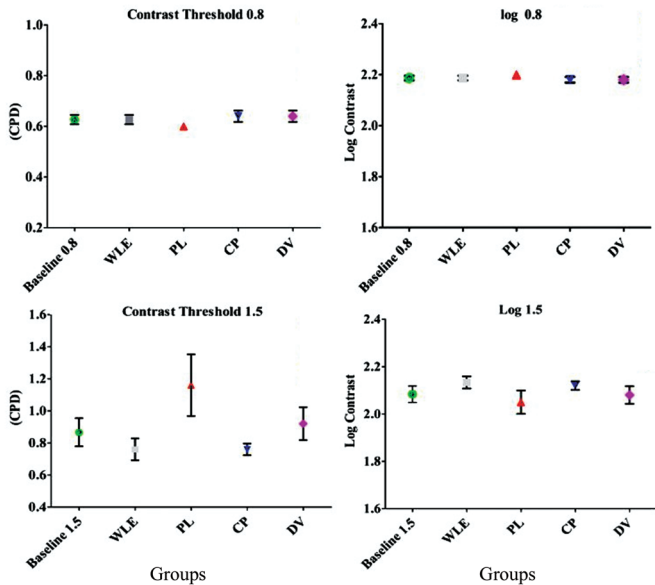 Contrast Threshold 0.8
1.0
0.8
0.6
0.4
0.2
(CPD)
Baseline 0.8
WLE
PL
CP
DV
log 0.8
2.4
2.2
2.0
1.8
1.6
Log Contrast
Baseline 0.8
WLE
PL
CP
DV
Contrast Threshold 1.5
1.6
1.4
1.2
1.0
0.8
0.6
0.4
(CPD)
Baseline 1.5
WLE
PL
CP
DV
Groups
Log 1.5
2.4
2.2
2.0
1.8
1.6
Log Contrast
Baseline 1.5
WLE
PL
CP
DV
Groups